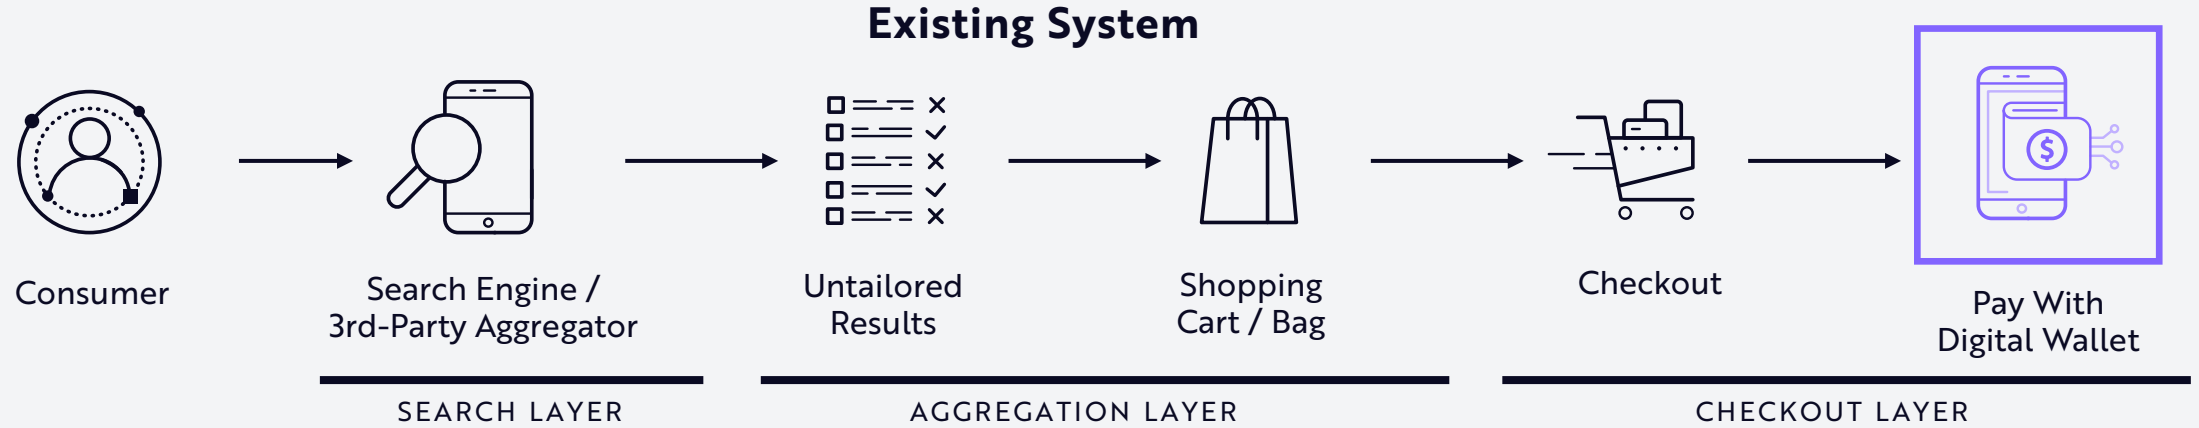 Existing System
Consumer
Search Engine /
3rd-Party Aggregator
Untailored
Results
Shopping
Cart / Bag
Checkout
$
Pay With
Digital Wallet
SEARCH LAYER
AGGREGATION LAYER
CHECKOUT LAYER